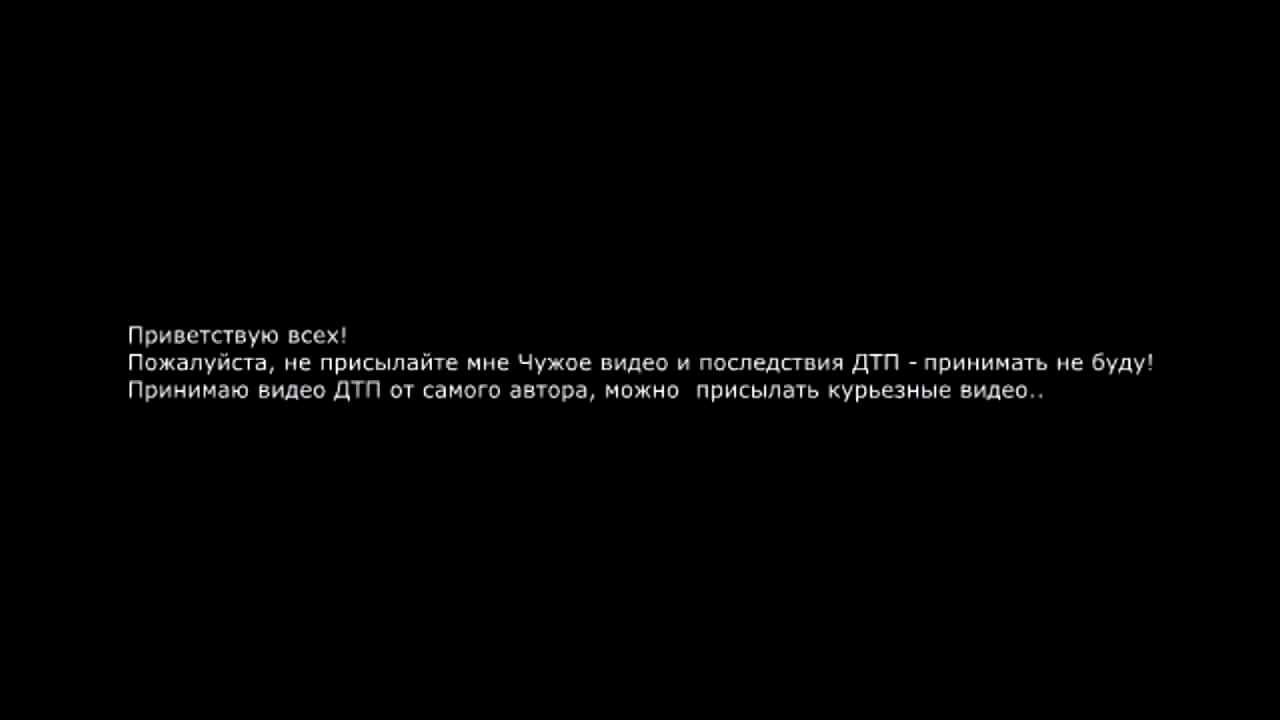 Приветствую всех!
Пожалуйста, не присылайте мне Чужое видео и последствия ДТП - принимать не буду!
Принимаю видео ДТП от самого автора, можно  присылать курьезные видео..